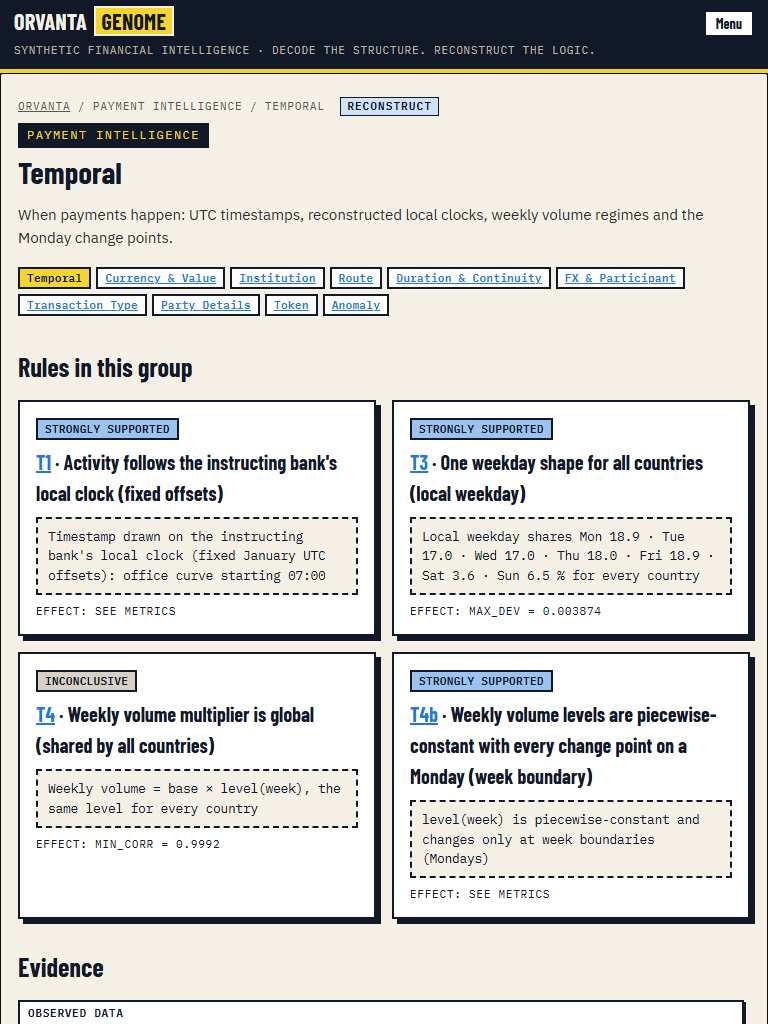 ORVANTA GENOME
Menu
SYNTHETIC FINANCIAL INTELLIGENCE · DECODE THE STRUCTURE. RECONSTRUCT THE LOGIC.
ORVANTA / PAYMENT INTELLIGENCE / TEMPORAL RECONSTRUCT
PAYMENT INTELLIGENCE
Temporal
When payments happen: UTC timestamps, reconstructed local clocks, weekly volume regimes and the
Monday change points.
Temporal Currency & Value Institution Route Duration & Continuity FX & Participant
Transaction Type Party Details Token Anomaly
Rules in this group
STRONGLY SUPPORTED
T1 · Activity follows the instructing bank's
local clock (fixed offsets)
Timestamp drawn on the instructing
bank's local clock (fixed January UTC
offsets): office curve starting 07:00
EFFECT: SEE METRICS
STRONGLY SUPPORTED
T3 · One weekday shape for all countries
(local weekday)
Local weekday shares Mon 18.9 · Tue
17.0 · Wed 17.0 · Thu 18.0 · Fri 18.9 ·
Sat 3.6 · Sun 6.5 % for every country
EFFECT: MAX_DEV = 0.003874
INCONCLUSIVE
T4 · Weekly volume multiplier is global
(shared by all countries)
Weekly volume = base × level(week), the
same level for every country
EFFECT: MIN_CORR = 0.9992
STRONGLY SUPPORTED
T4b · Weekly volume levels are piecewise-
constant with every change point on a
Monday (week boundary)
level(week) is piecewise-constant and
changes only at week boundaries
(Mondays)
EFFECT: SEE METRICS
Evidence
OBSERVED DATA